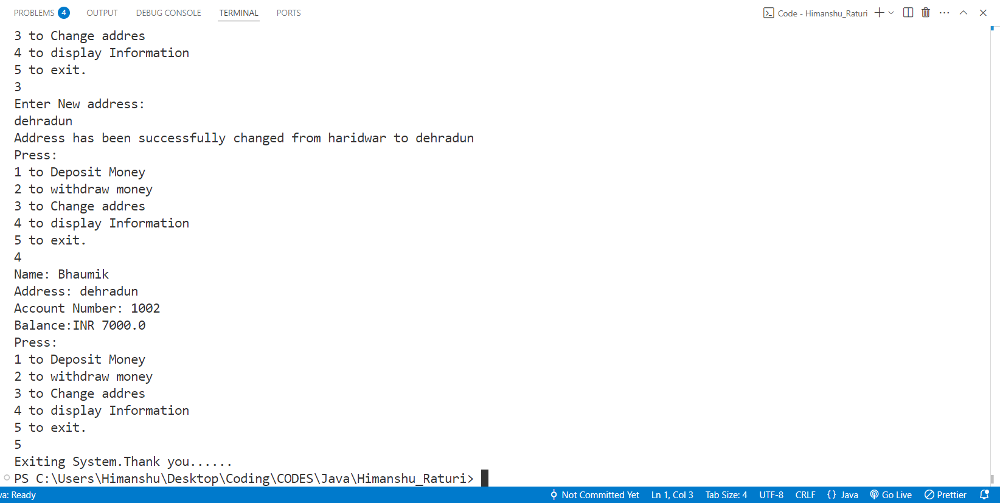 PROBLEMS 4 OUTPUT DEBUG CONSOLE TERMINAL PORTS Code - Himanshu_Raturi
3 to Change addres
4 to display Information
5 to exit.
3
Enter New address:
dehradun
Address has been successfully changed from haridwar to dehradun
Press:
1 to Deposit Money
2 to withdraw money
3 to Change addres
4 to display Information
5 to exit.
4
Name: Bhaumik
Address: dehradun
Account Number: 1002
Balance:INR 7000.0
Press:
1 to Deposit Money
2 to withdraw money
3 to Change addres
4 to display Information
5 to exit.
5
Exiting System.Thank you......
PS C:\Users\Himanshu\Desktop\Coding\CODES\Java\Himanshu_Raturi>
va: Ready Not Committed Yet Ln 1, Col 3 Tab Size: 4 UTF-8 CRLF {} Java Go Live Prettier